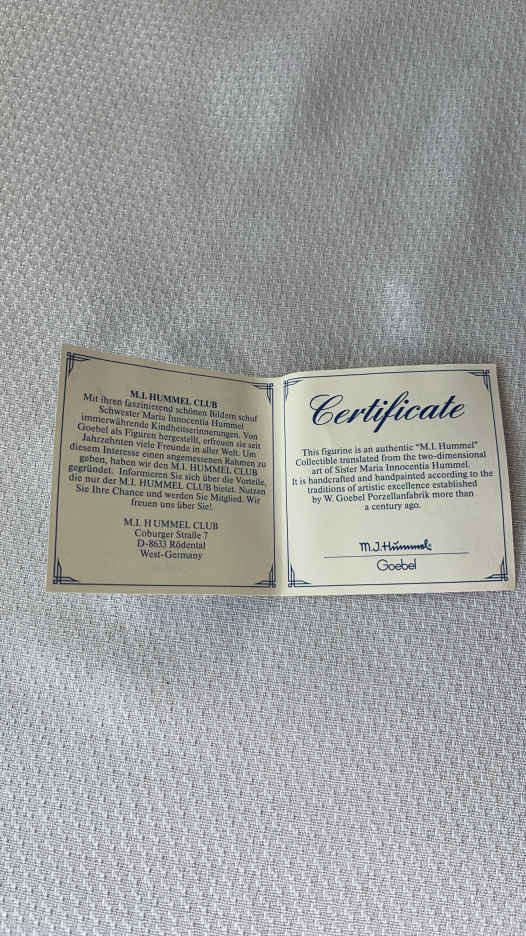 M.I. HUMMEL CLUB
Mit ihren faszinierend schönen Bildern schuf
Schwester Maria Innocentia Hummel
immerwährende Kindheitserinnerungen. Von
Goebel als Figuren hergestellt, erfreuen sie seit
Jahrzehnten viele Freunde in aller Welt. Um
diesem Interesse einen angemessenen Rahmen zu
geben, haben wir den M.I. HUMMEL CLUB
gegründet. Informieren Sie sich über die Vorteile,
die nur der M.I. HUMMEL CLUB bietet. Nutzen
Sie Ihre Chance und werden Sie Mitglied. Wir
freuen uns über Sie!
M.I. HUMMEL CLUB
Coburger Straße 7
D-8633 Rödental
West-Germany
Certificate
This figurine is an authentic "M.I. Hummel"
Collectible translated from the two-dimensional
art of Sister Maria Innocentia Hummel.
It is handcrafted and handpainted according to the
traditions of artistic excellence established
by W. Goebel Porzellanfabrik more than
a century ago.
M.J.Hummel
Goebel